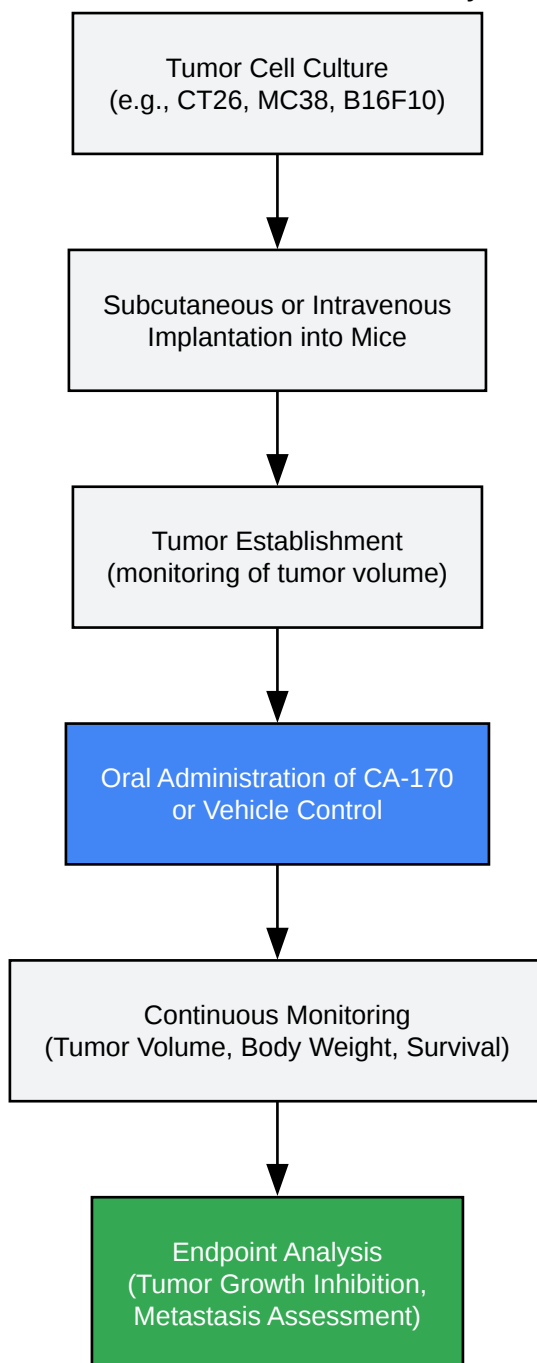 Tumor Cell Culture
(e.g., CT26, MC38, B16F10)
Subcutaneous or Intravenous
Implantation into Mice
Tumor Establishment
(monitoring of tumor volume)
Oral Administration of CA-170
or Vehicle Control
Continuous Monitoring
(Tumor Volume, Body Weight, Survival)
Endpoint Analysis
(Tumor Growth Inhibition,
Metastasis Assessment)